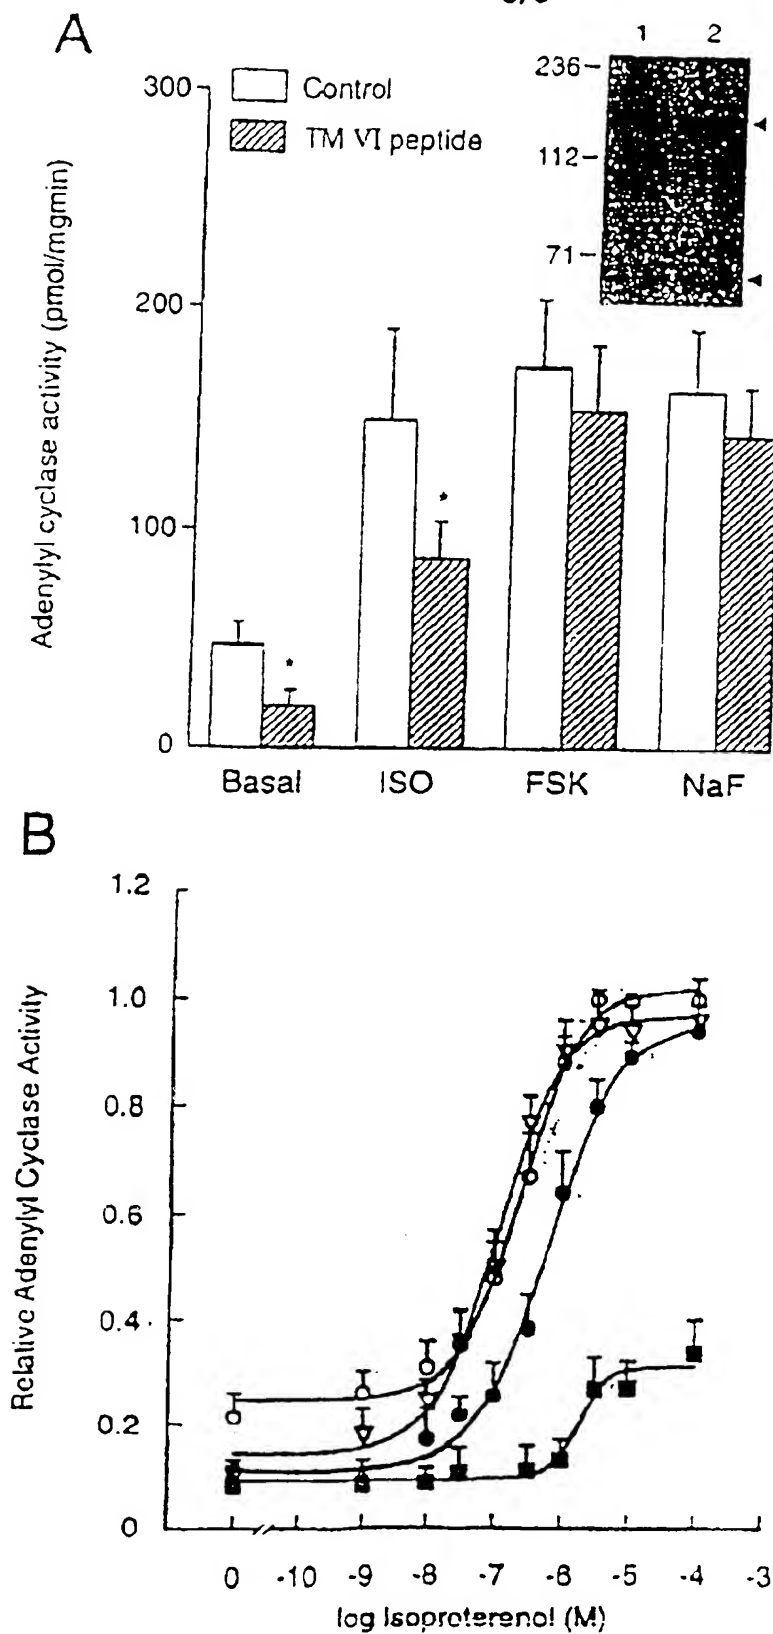 A
1 2
236-
112-
71-
300
200
100
0
Control
TM VI peptide
Adenylyl cyclase activity (pmol/mgmin)
*
*
Basal ISO FSK NaF
B
1.2
1.0
0.8
0.6
0.4
0.2
0
Relative Adenylyl Cyclase Activity
0 -10 -9 -8 -7 -6 -5 -4 -3
log Isoproterenol (M)